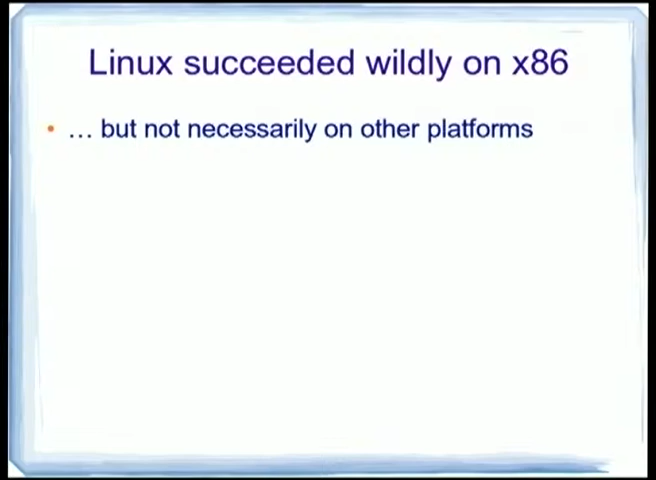 Linux succeeded wildly on x86
• … but not necessarily on other platforms